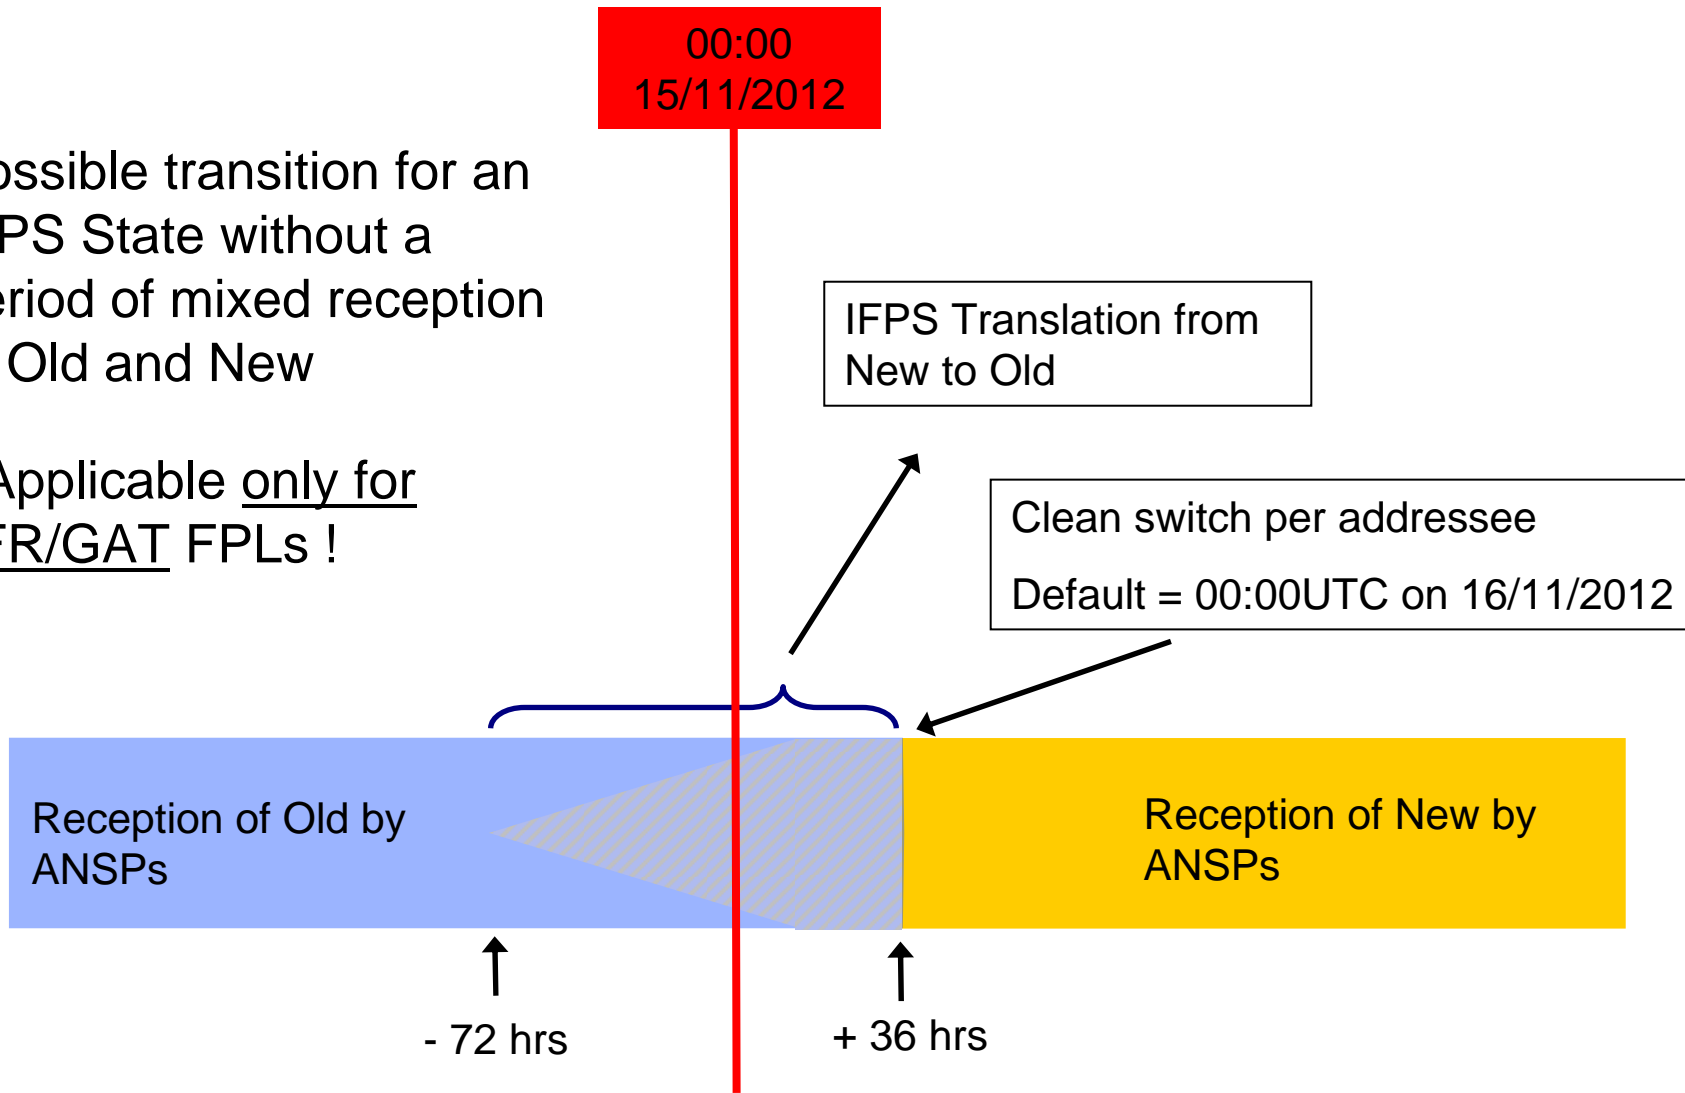 00:00
15/11/2012
ossible transition for an
PS State without a
eriod of mixed reception
Old and New
Applicable only for
FR/GAT FPLs !
IFPS Translation from
New to Old
Clean switch per addressee
Default = 00:00UTC on 16/11/2012
Reception of Old by
ANSPs
Reception of New by
ANSPs
- 72 hrs
+ 36 hrs